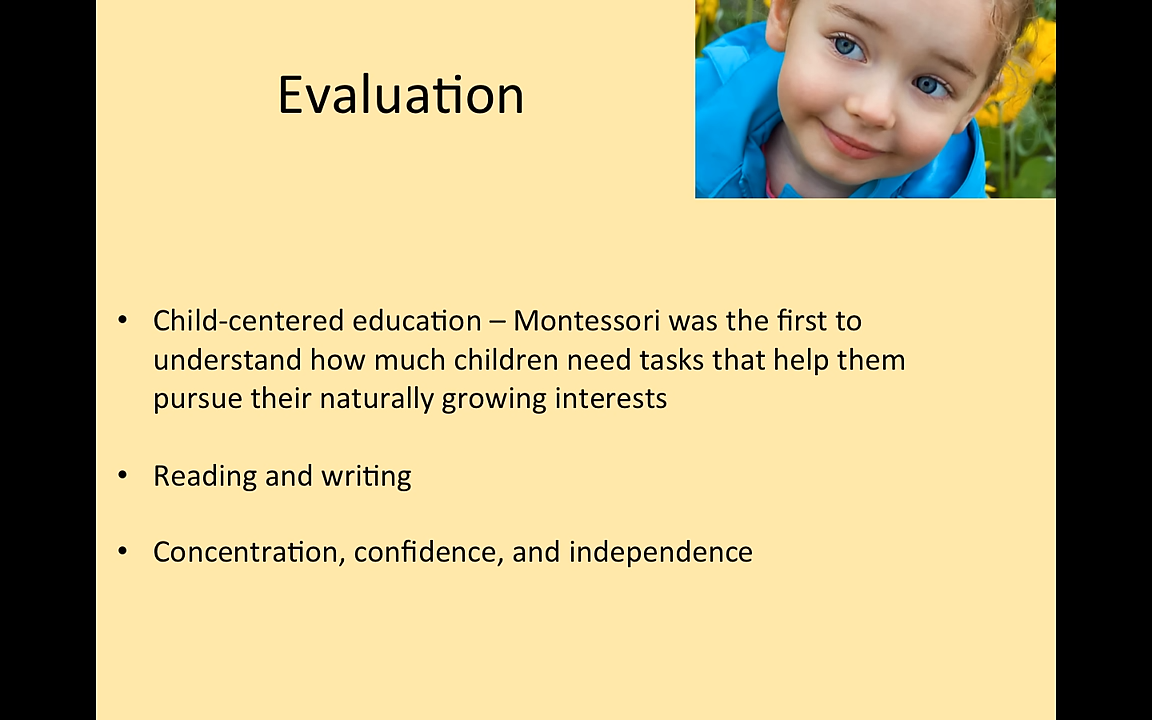 Evaluation
• Child-centered education – Montessori was the first to
understand how much children need tasks that help them
pursue their naturally growing interests
• Reading and writing
• Concentration, confidence, and independence